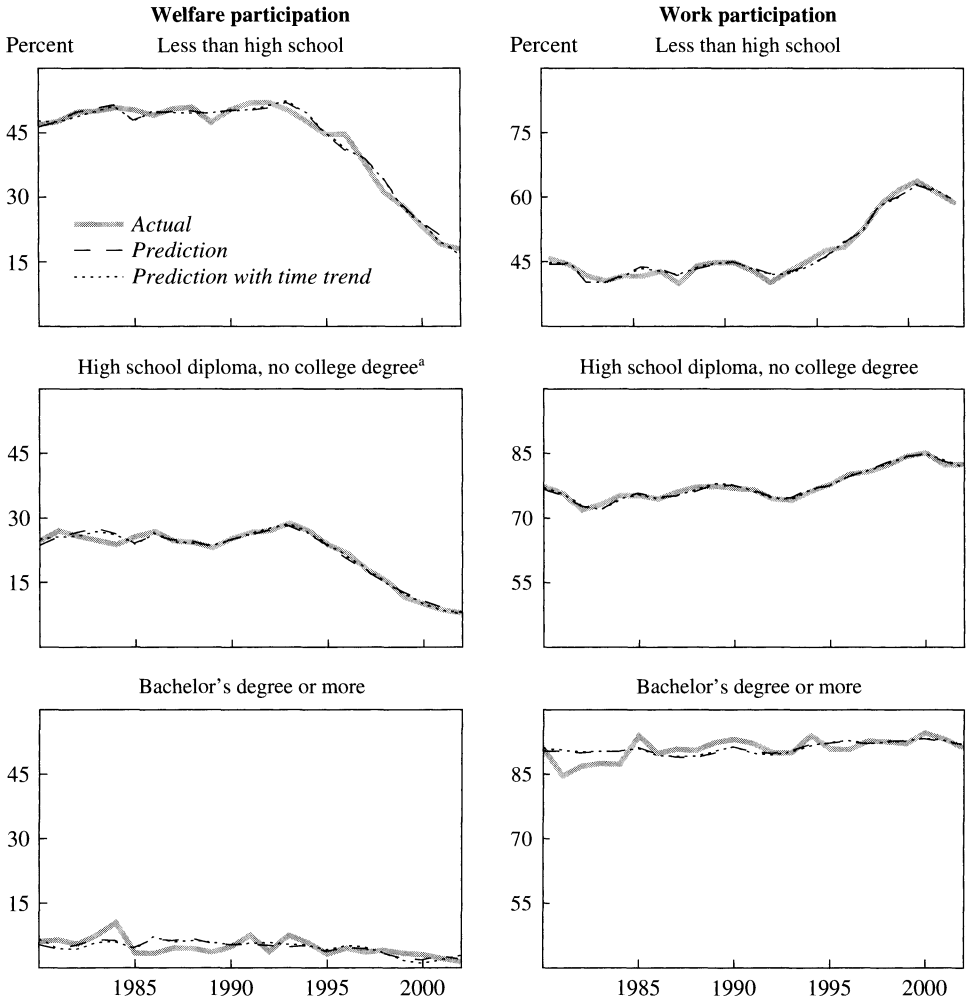 Welfare participation
Work participation
Percent
Less than high school
Percent
Less than high school
45
30
15
Actual
Prediction
Prediction with time trend
75
60
45
High school diploma, no college degreeᵃ
High school diploma, no college degree
45
30
15
85
70
55
Bachelor's degree or more
Bachelor's degree or more
45
30
15
85
70
55
1985 1990 1995 2000
1985 1990 1995 2000